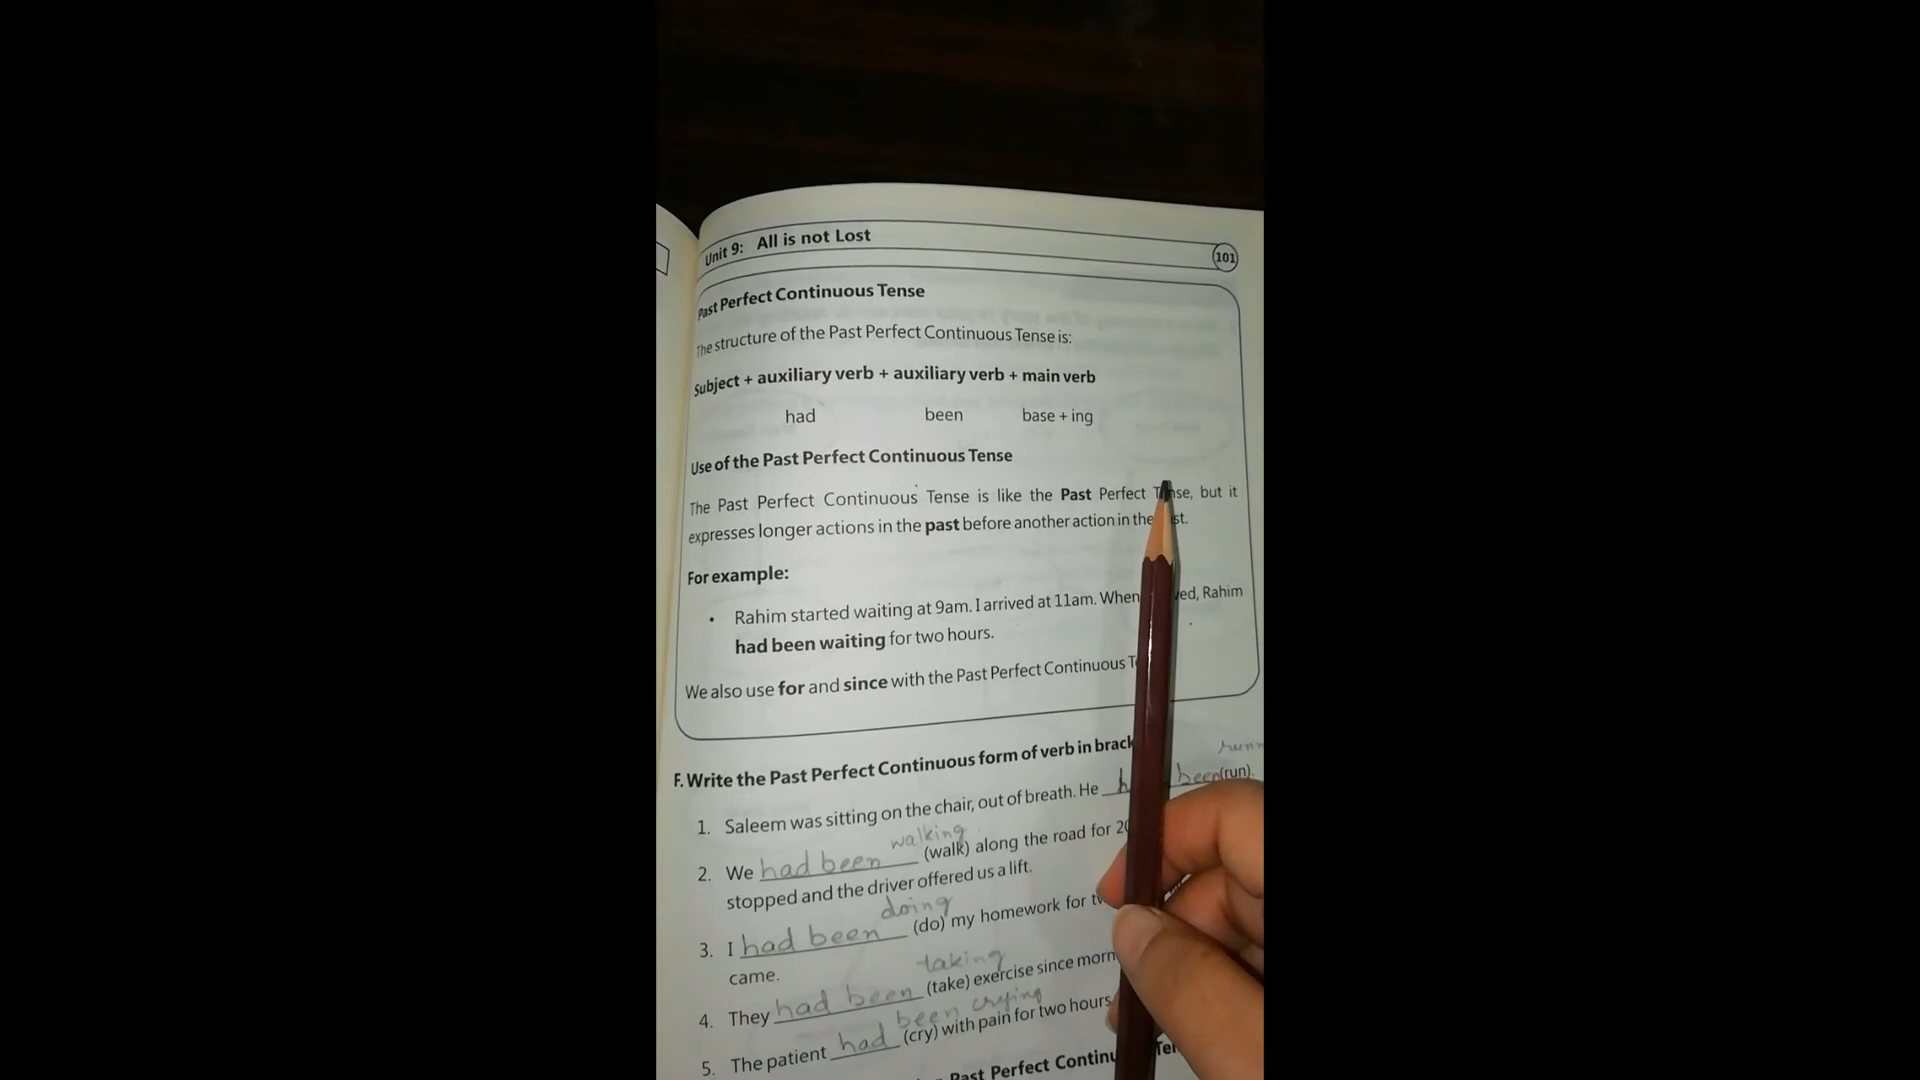 Unit 9: All is not Lost
101
Past Perfect Continuous Tense
The structure of the Past Perfect Continuous Tense is:
Subject + auxiliary verb + auxiliary verb + main verb
had been base + ing
Use of the Past Perfect Continuous Tense
The Past Perfect Continuous Tense is like the Past Perfect Tense, but it
expresses longer actions in the past before another action in the
For example:
• Rahim started waiting at 9am. I arrived at 11am. When Rahim
had been waiting for two hours.
We also use for and since with the Past Perfect Continuous
F. Write the Past Perfect Continuous form of verb in
1. Saleem was sitting on the chair, out of breath. He been (run).
walking
2. We had been (walk) along the road for
stopped and the driver offered us a lift.
doing
3. I had been (do) my homework for
came.
taking
4. They had been (take) exercise since
been crying
5. The patient had (cry) with pain for two hours
Past Perfect